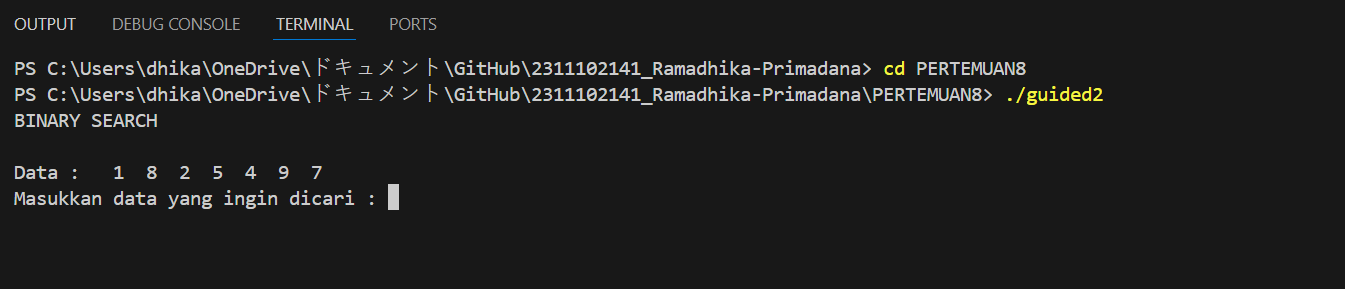 OUTPUT DEBUG CONSOLE TERMINAL PORTS
PS C:\Users\dhika\OneDrive\ドキュメント\GitHub\2311102141_Ramadhika-Primadana> cd PERTEMUAN8
PS C:\Users\dhika\OneDrive\ドキュメント\GitHub\2311102141_Ramadhika-Primadana\PERTEMUAN8> ./guided2
BINARY SEARCH
Data :   1  8  2  5  4  9  7
Masukkan data yang ingin dicari :